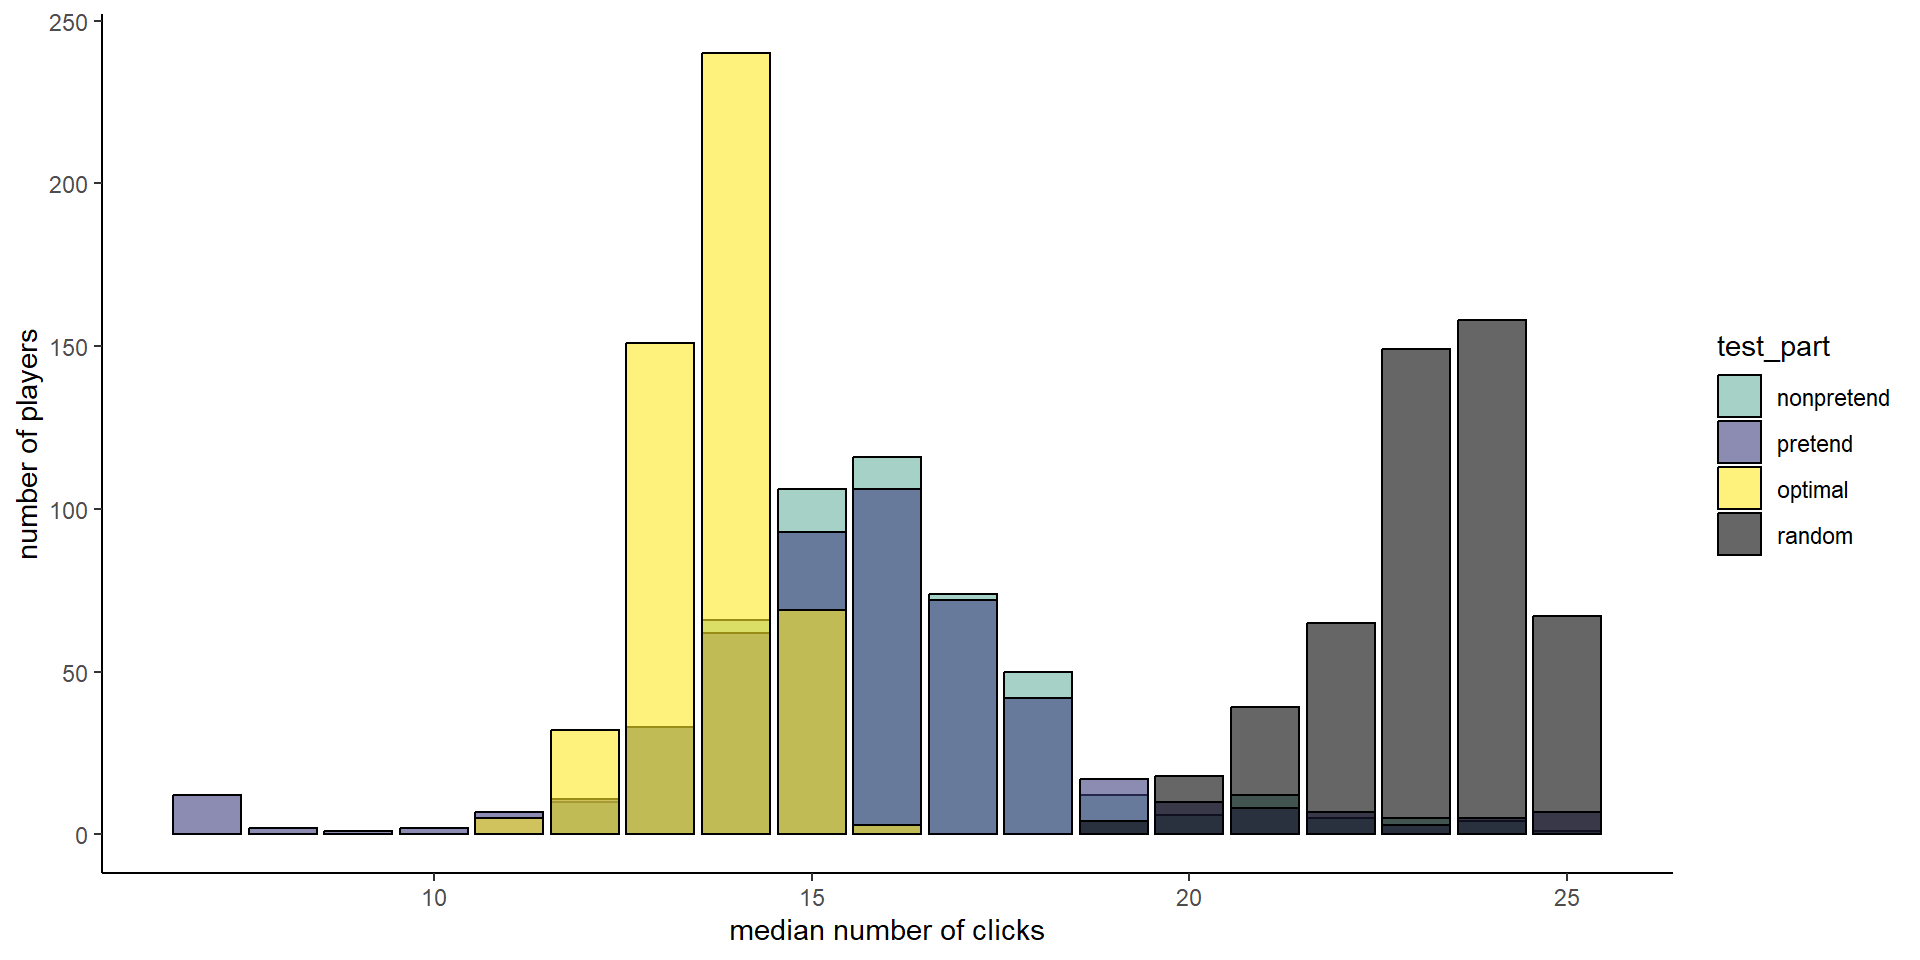 250
200
150
100
50
0
number of players
10
15
20
25
median number of clicks
test_part
nonpretend
pretend
optimal
random